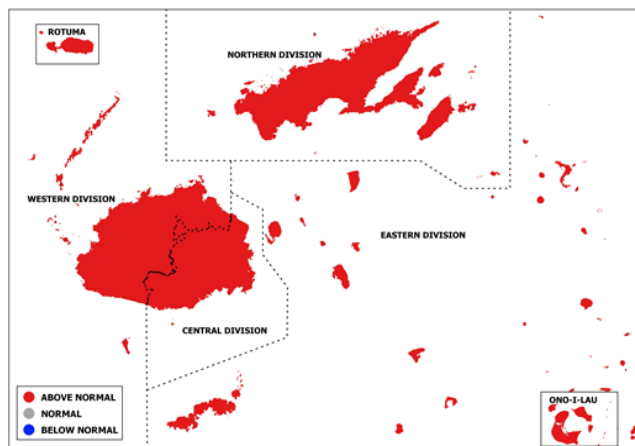 ROTUMA
NORTHERN DIVISION
WESTERN DIVISION
EASTERN DIVISION
CENTRAL DIVISION
ABOVE NORMAL
NORMAL
BELOW NORMAL
ONO-I-LAU